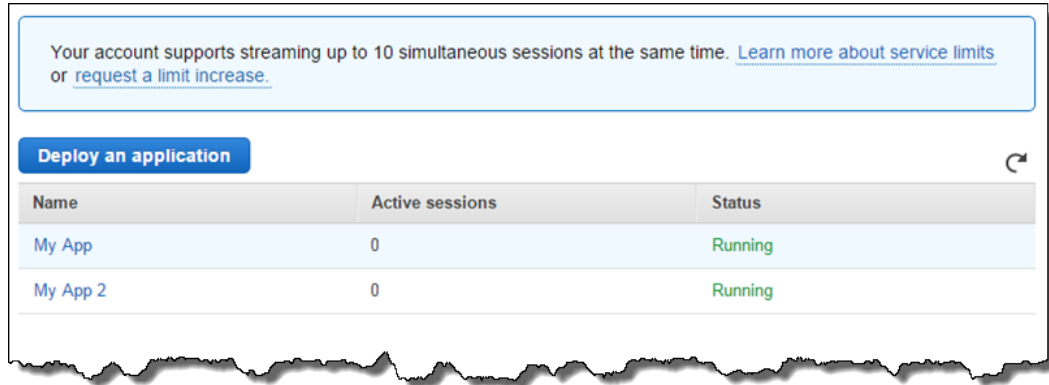 Your account supports streaming up to 10 simultaneous sessions at the same time. Learn more about service limits
or request a limit increase.
Deploy an application
Name Active sessions Status
My App 0 Running
My App 2 0 Running